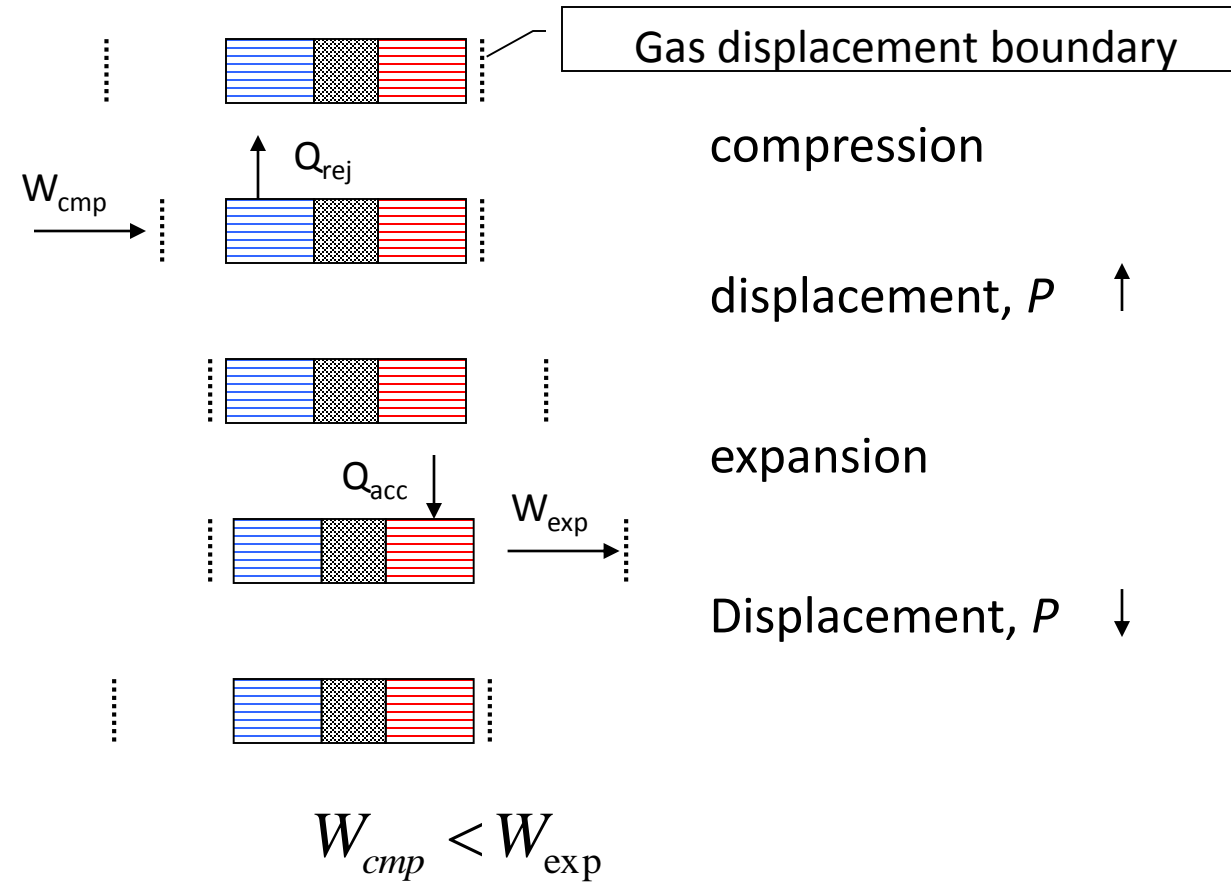 Gas displacement boundary
compression
Q_rej
W_cmp
displacement, P ↑
expansion
Q_acc
W_exp
Displacement, P ↓
W_cmp < W_exp